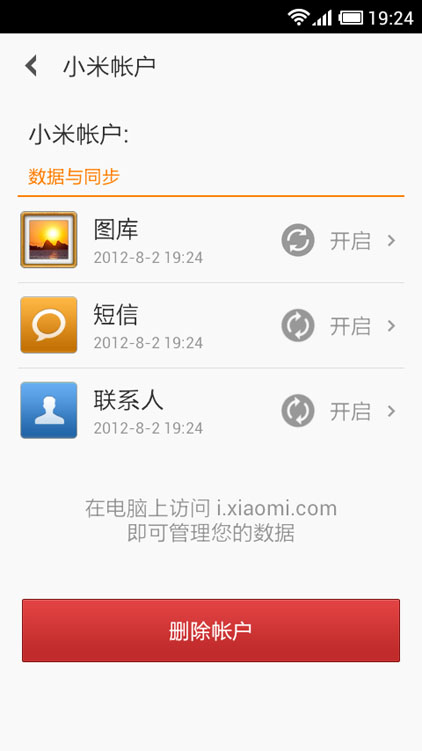 19:24
小米帐户
小米帐户:
数据与同步
图库
2012-8-2 19:24
开启
短信
2012-8-2 19:24
开启
联系人
2012-8-2 19:24
开启
在电脑上访问 i.xiaomi.com
即可管理您的数据
删除帐户